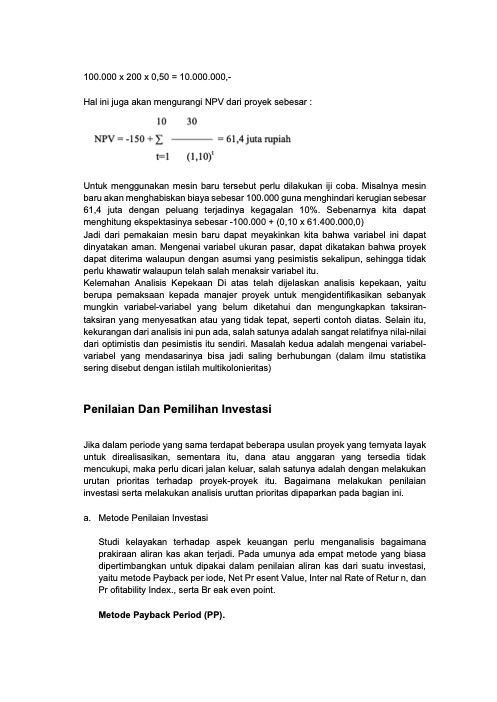 100.000 x 200 x 0,50 = 10.000.000,-
Hal ini juga akan mengurangi NPV dari proyek sebesar :
10 30
NPV = -150 + Σ ——— = 61,4 juta rupiah
t=1 (1,10)ᵗ
Untuk menggunakan mesin baru tersebut perlu dilakukan iji coba. Misalnya mesin
baru akan menghabiskan biaya sebesar 100.000 guna menghindari kerugian sebesar
61,4 juta dengan peluang terjadinya kegagalan 10%. Sebenarnya kita dapat
menghitung ekspektasinya sebesar -100.000 + (0,10 x 61.400.000,0)
Jadi dari pemakaian mesin baru dapat meyakinkan kita bahwa variabel ini dapat
dinyatakan aman. Mengenai variabel ukuran pasar, dapat dikatakan bahwa proyek
dapat diterima walaupun dengan asumsi yang pesimistis sekalipun, sehingga tidak
perlu khawatir walaupun telah salah menaksir variabel itu.
Kelemahan Analisis Kepekaan Di atas telah dijelaskan analisis kepekaan, yaitu
berupa pemaksaan kepada manajer proyek untuk mengidentifikasikan sebanyak
mungkin variabel-variabel yang belum diketahui dan mengungkapkan taksiran-
taksiran yang menyesatkan atau yang tidak tepat, seperti contoh diatas. Selain itu,
kekurangan dari analisis ini pun ada, salah satunya adalah sangat relatifnya nilai-nilai
dari optimistis dan pesimistis itu sendiri. Masalah kedua adalah mengenai variabel-
variabel yang mendasarinya bisa jadi saling berhubungan (dalam ilmu statistika
sering disebut dengan istilah multikolonieritas)
Penilaian Dan Pemilihan Investasi
Jika dalam periode yang sama terdapat beberapa usulan proyek yang ternyata layak
untuk direalisasikan, sementara itu, dana atau anggaran yang tersedia tidak
mencukupi, maka perlu dicari jalan keluar, salah satunya adalah dengan melakukan
urutan prioritas terhadap proyek-proyek itu. Bagaimana melakukan penilaian
investasi serta melakukan analisis uruttan prioritas dipaparkan pada bagian ini.
a. Metode Penilaian Investasi
Studi kelayakan terhadap aspek keuangan perlu menganalisis bagaimana
prakiraan aliran kas akan terjadi. Pada umunya ada empat metode yang biasa
dipertimbangkan untuk dipakai dalam penilaian aliran kas dari suatu investasi,
yaitu metode Payback per iode, Net Pr esent Value, Inter nal Rate of Retur n, dan
Pr ofitability Index., serta Br eak even point.
Metode Payback Period (PP).